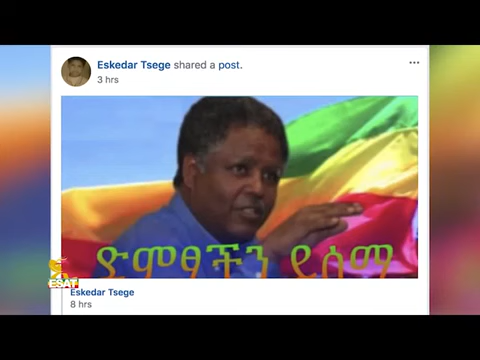 Eskedar Tsege shared a post.
3 hrs
ድምፃችን ይሰማ
ESAT
Eskedar Tsege
8 hrs